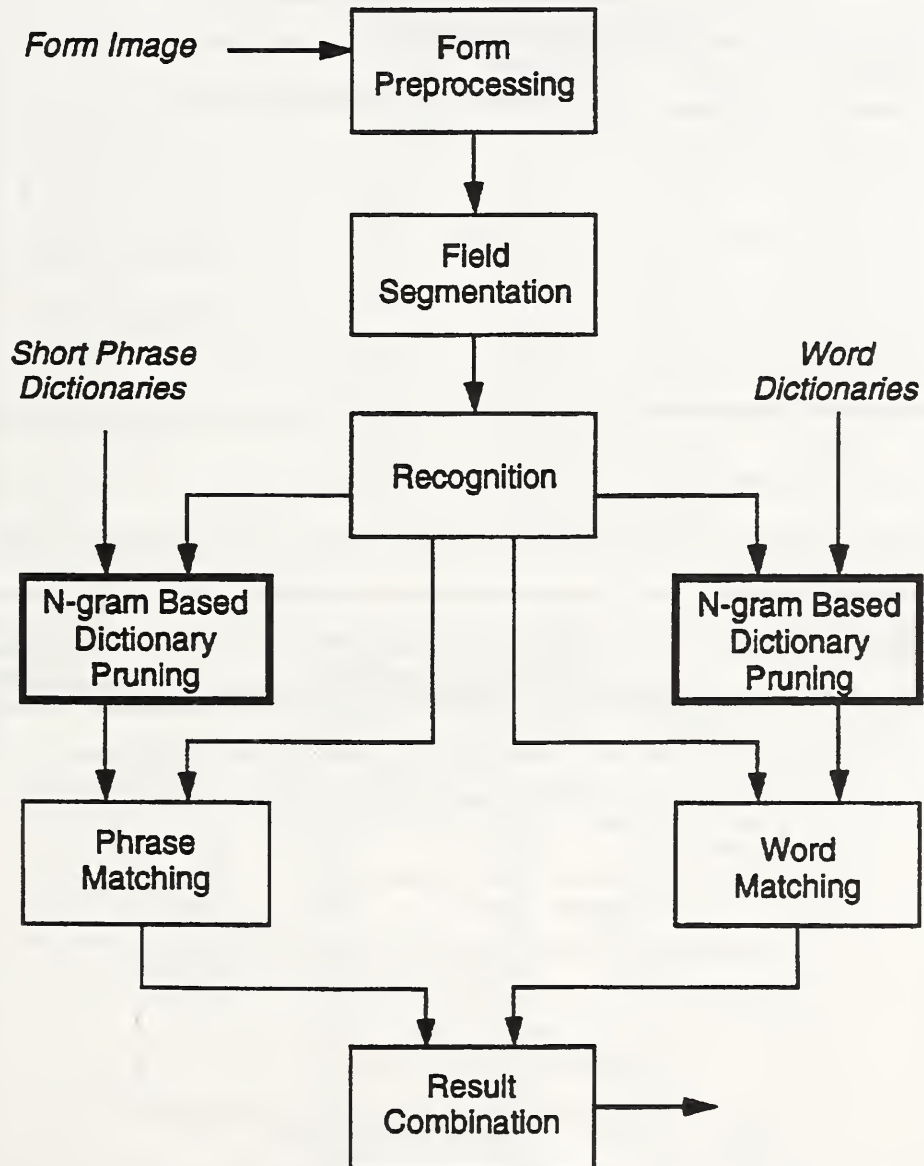 Form Image
Form
Preprocessing
Field
Segmentation
Short Phrase
Dictionaries
Word
Dictionaries
Recognition
N-gram Based
Dictionary
Pruning
N-gram Based
Dictionary
Pruning
Phrase
Matching
Word
Matching
Result
Combination